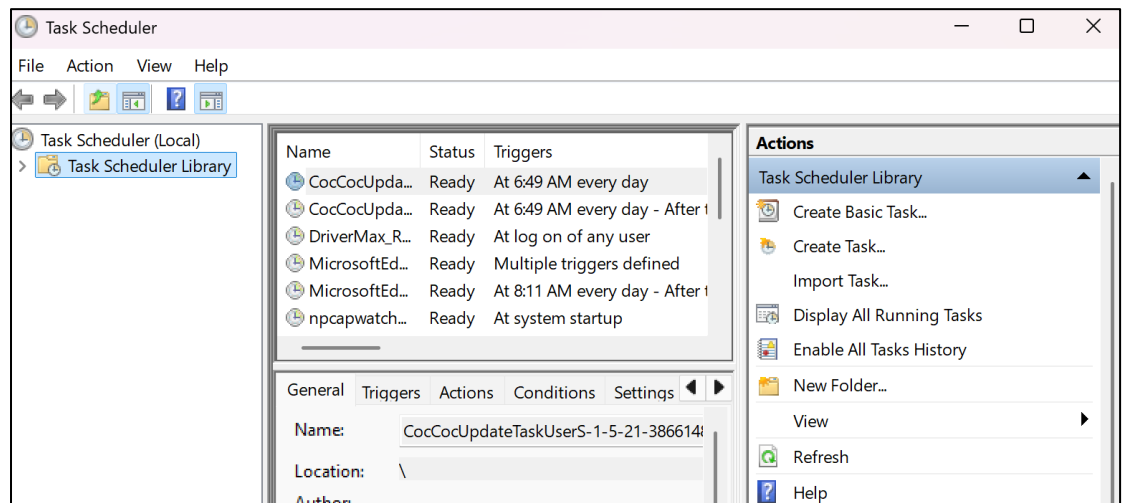 Task Scheduler
File Action View Help
Task Scheduler (Local)
Task Scheduler Library
Name Status Triggers
CocCocUpda... Ready At 6:49 AM every day
CocCocUpda... Ready At 6:49 AM every day - After t
DriverMax_R... Ready At log on of any user
MicrosoftEd... Ready Multiple triggers defined
MicrosoftEd... Ready At 8:11 AM every day - After t
npcapwatch... Ready At system startup
General Triggers Actions Conditions Settings
Name: CocCocUpdateTaskUserS-1-5-21-3866148
Location: \
Author:
Actions
Task Scheduler Library
Create Basic Task...
Create Task...
Import Task...
Display All Running Tasks
Enable All Tasks History
New Folder...
View
Refresh
Help